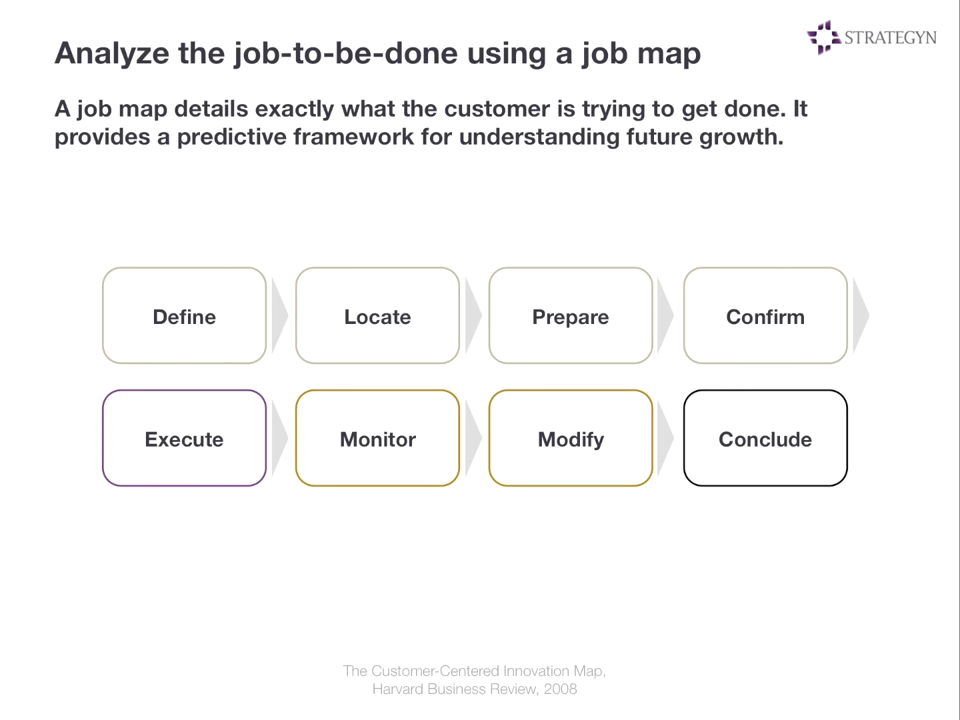 Analyze the job-to-be-done using a job map
STRATEGYN
A job map details exactly what the customer is trying to get done. It
provides a predictive framework for understanding future growth.
Define
Locate
Prepare
Confirm
Execute
Monitor
Modify
Conclude
The Customer-Centered Innovation Map,
Harvard Business Review, 2008